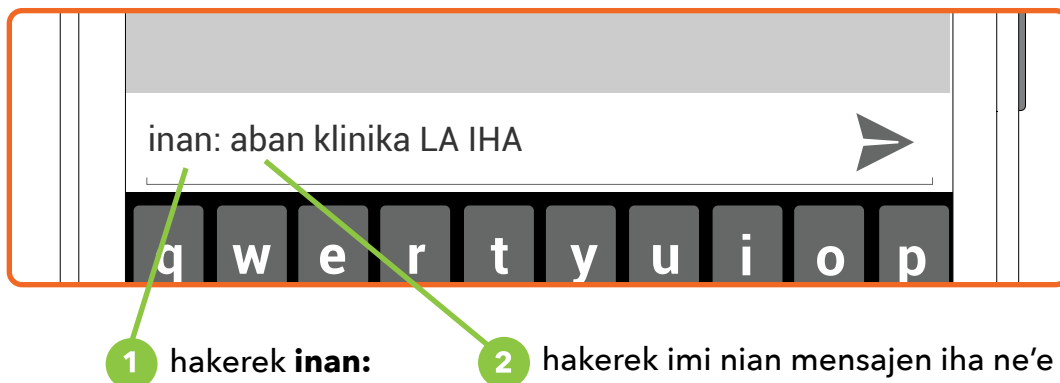 inan: aban klinika LA IHA
q w e r t y u i o p
1 hakerek inan:
2 hakerek imi nian mensajen iha ne'e